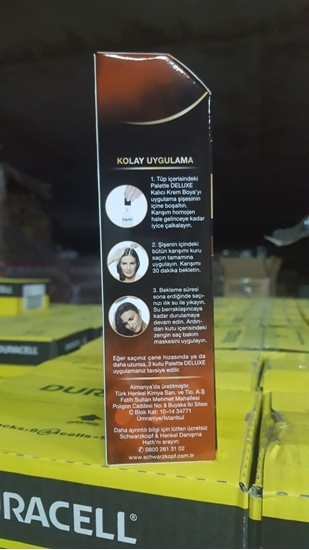 KOLAY UYGULAMA
1. Tüp içerisindeki
Palette DELUXE
Kalıcı Krem Boya'yı
uygulama şişesinin
içine boşaltın.
Karışım homojen
hale gelinceye kadar
iyice çalkalayın.
2. Şişenin içindeki
bütün karışımı kuru
saçın tamamına
uygulayın. Karışımı
30 dakika bekletin.
3. Bekleme süresi
sona erdiğinde saçı-
nızı ılık su ile yıkayın.
Su berraklaşıncaya
kadar durulamaya
devam edin. Ardın-
dan kutu içerisindeki
zengin saç bakım
maskesini uygulayın.
Eğer saçınız çene hizasında ya da
daha uzunsa, 2 kutu Palette DELUXE
uygulamanız tavsiye edilir.
Almanya'da üretilmiştir.
Türk Henkel Kimya San. ve Tic. A.Ş
Fatih Sultan Mehmet Mahallesi
Poligon Caddesi No: 8 Buyaka İki Sitesi
C Blok Kat: 10-14 34771
Ümraniye/İstanbul
Daha ayrıntılı bilgi için lütfen ücretsiz
Schwarzkopf & Henkel Danışma
Hattı'nı arayın:
0800 261 31 02
www.schwarzkopf.com.tr
DURACELL
RACELL®